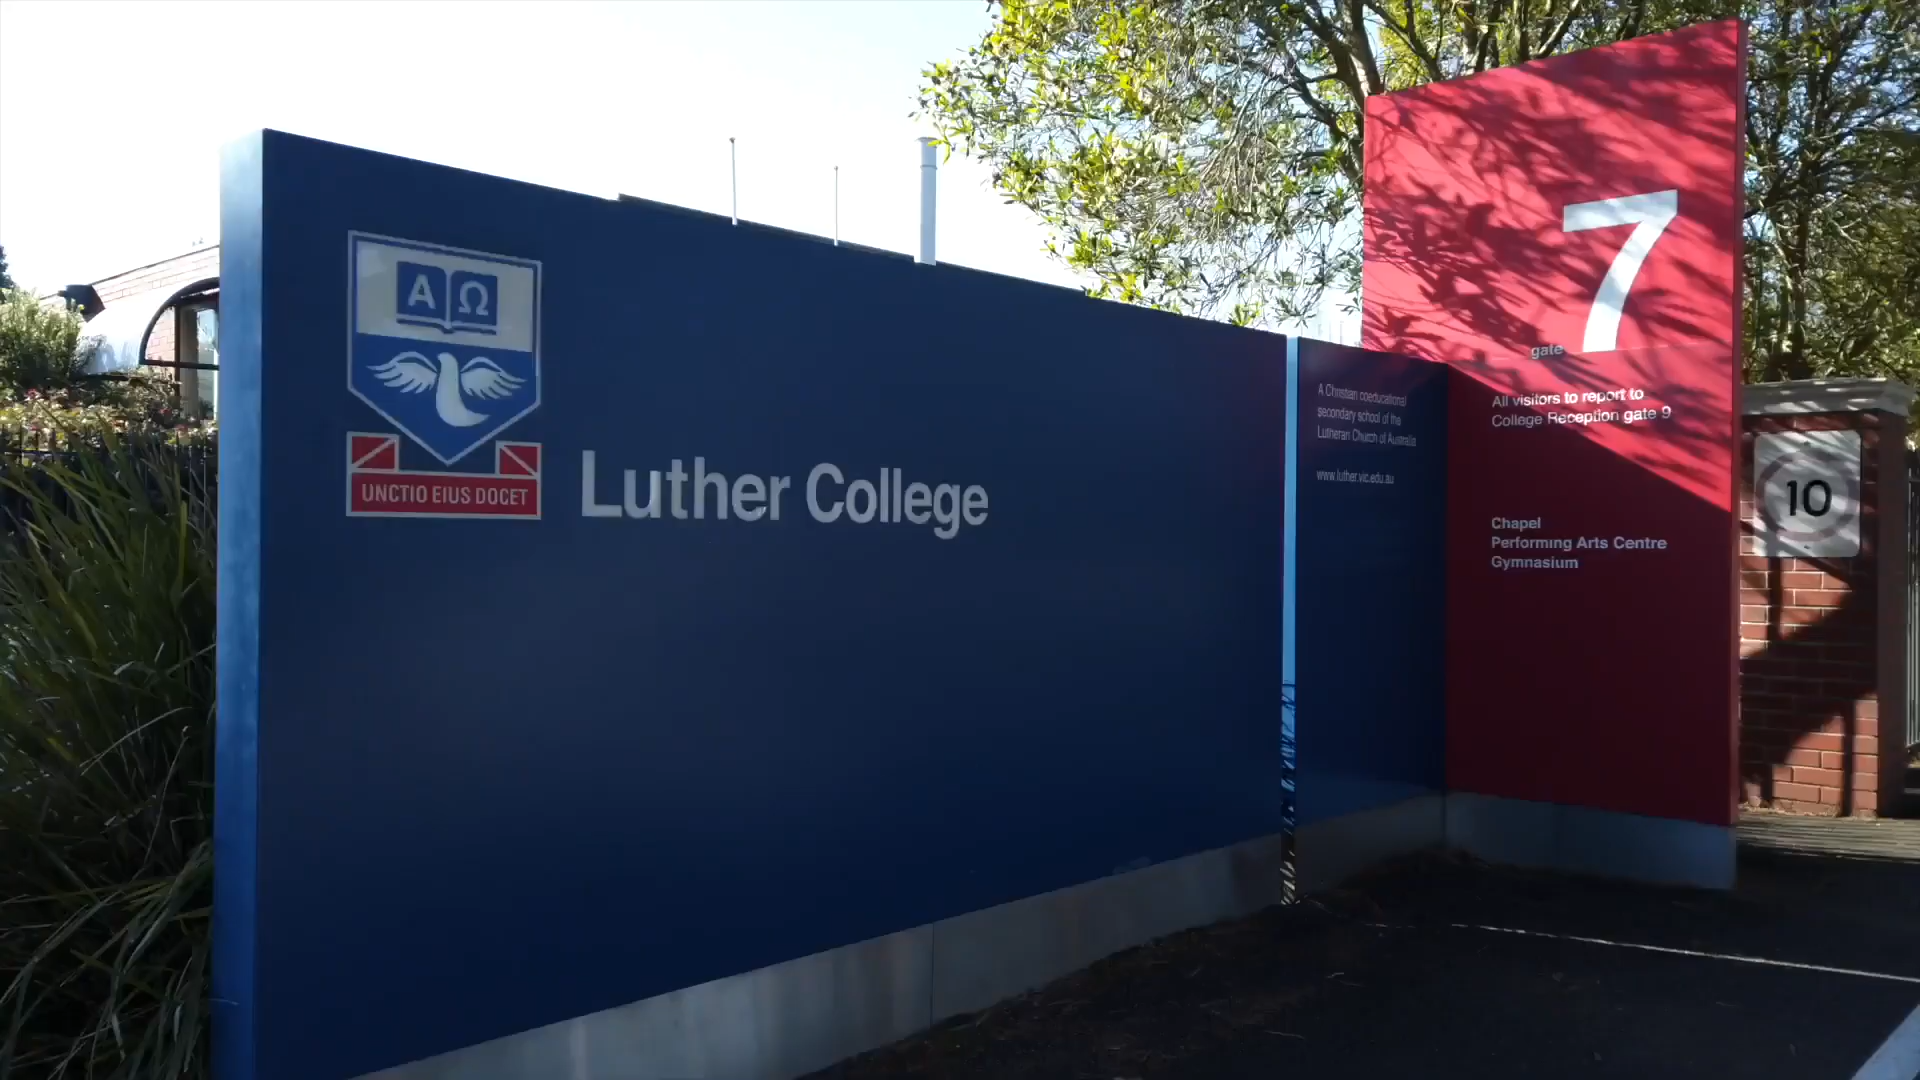 Α Ω
UNCTIO EIUS DOCET
Luther College
A Christian coeducational
secondary school of the
Lutheran Church of Australia
www.luther.vic.edu.au
7
gate
All visitors to report to
College Reception gate 9
Chapel
Performing Arts Centre
Gymnasium
10